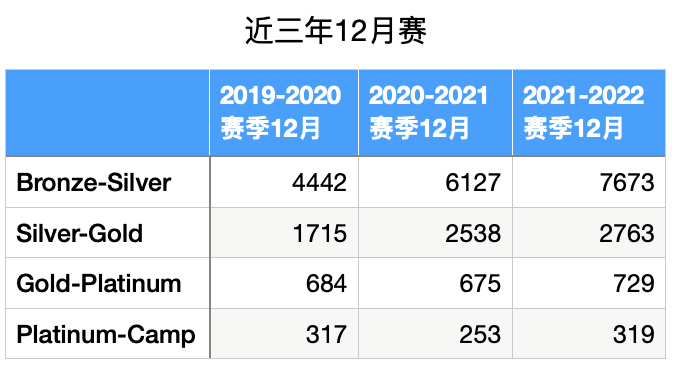 近三年12月赛
2019-2020 2020-2021 2021-2022
赛季12月 赛季12月 赛季12月
Bronze-Silver 4442 6127 7673
Silver-Gold 1715 2538 2763
Gold-Platinum 684 675 729
Platinum-Camp 317 253 319